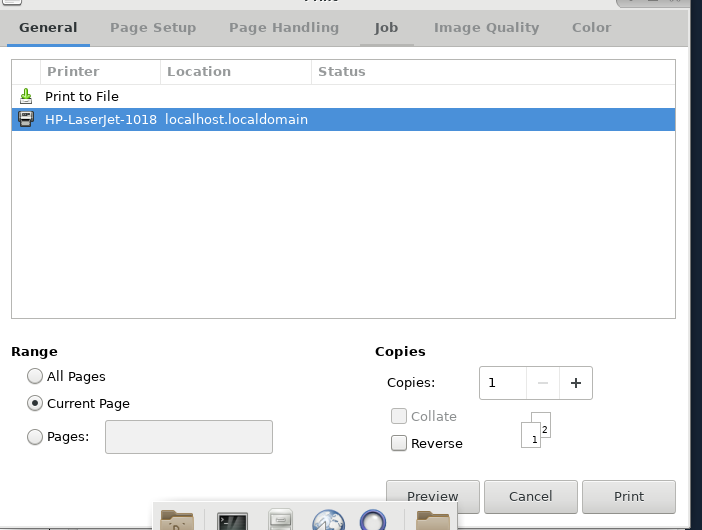 General Page Setup Page Handling Job Image Quality Color
Printer Location Status
Print to File
HP-LaserJet-1018 localhost.localdomain
Range
All Pages
Current Page
Pages:
Copies
Copies: 1
Collate
Reverse
1 2
Preview Cancel Print